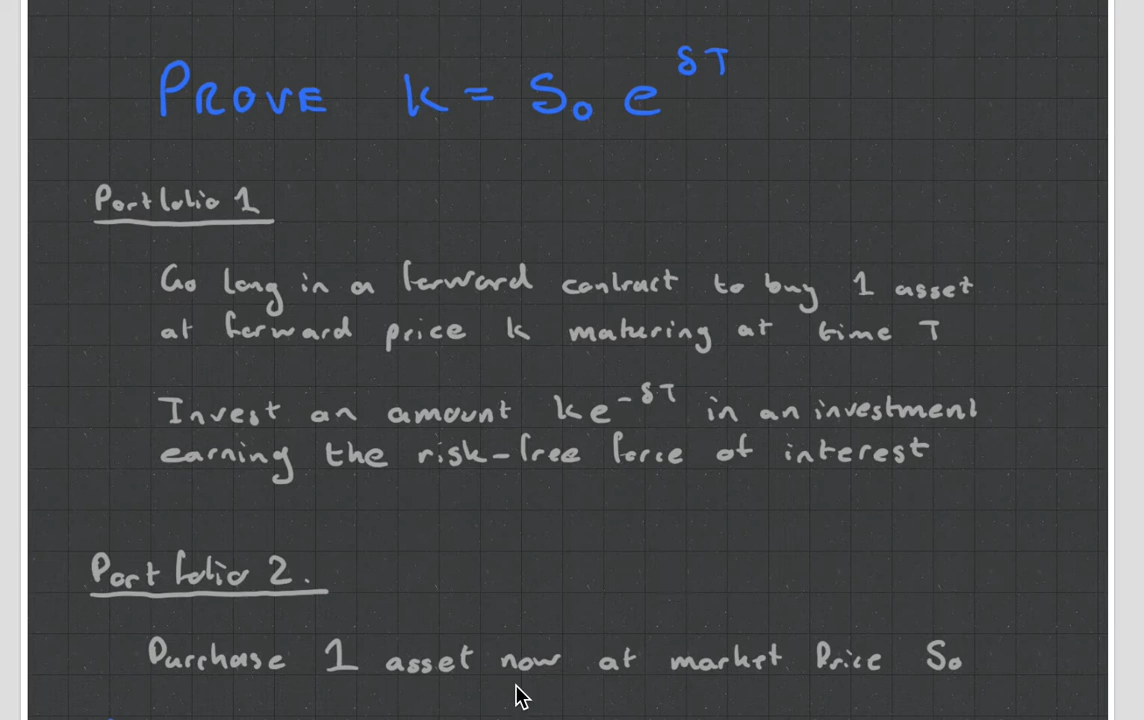 PROVE k = S₀ e^δT
Portfolio 1
Go long in a forward contract to buy 1 asset
at forward price k maturing at time T
Invest an amount ke^-δT in an investment
earning the risk-free force of interest
Portfolio 2.
Purchase 1 asset now at market Price S₀